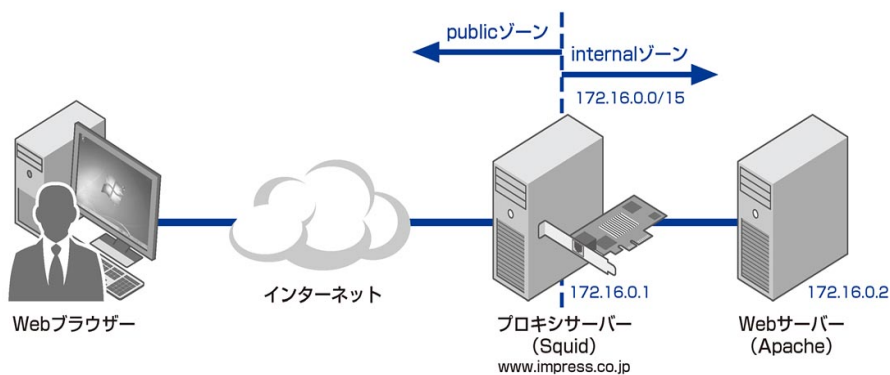 publicゾーン
internalゾーン
172.16.0.0/15
172.16.0.1
172.16.0.2
インターネット
Webブラウザー
プロキシサーバー
（Squid）
www.impress.co.jp
Webサーバー
（Apache）